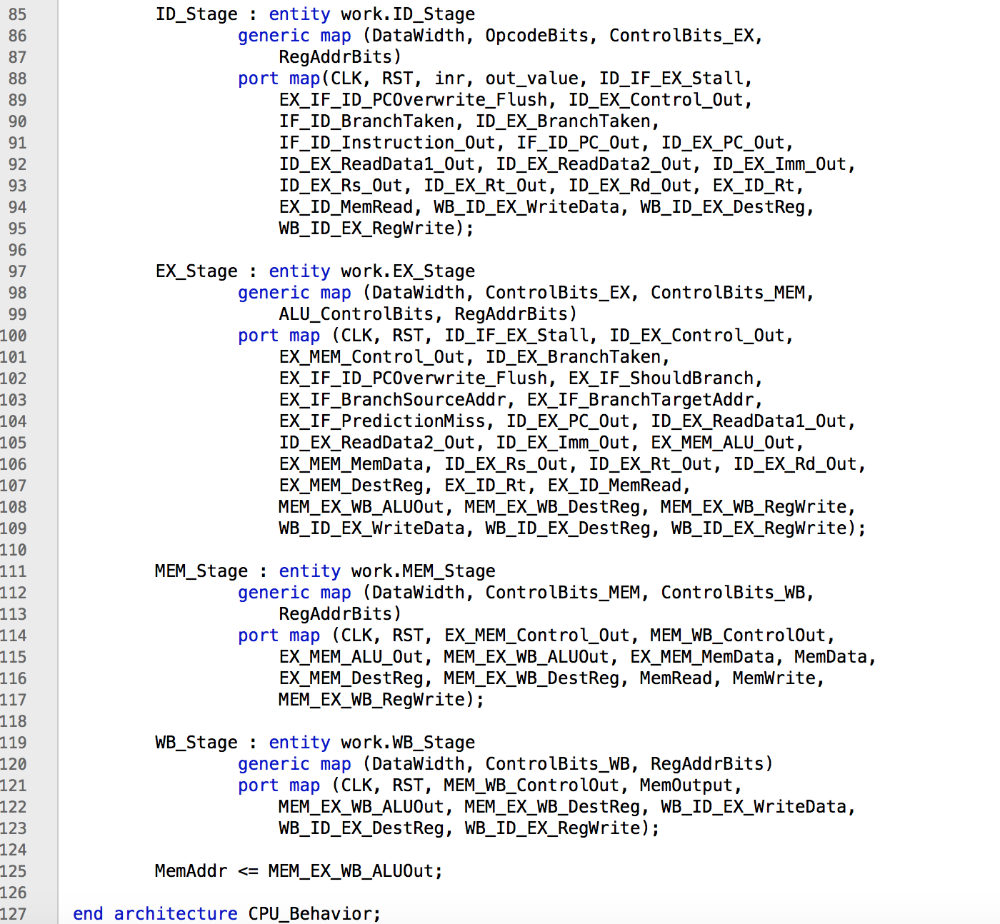 85 ID_Stage : entity work.ID_Stage
86 generic map (DataWidth, OpcodeBits, ControlBits_EX,
87 RegAddrBits)
88 port map(CLK, RST, inr, out_value, ID_IF_EX_Stall,
89 EX_IF_ID_PCOverwrite_Flush, ID_EX_Control_Out,
90 IF_ID_BranchTaken, ID_EX_BranchTaken,
91 IF_ID_Instruction_Out, IF_ID_PC_Out, ID_EX_PC_Out,
92 ID_EX_ReadData1_Out, ID_EX_ReadData2_Out, ID_EX_Imm_Out,
93 ID_EX_Rs_Out, ID_EX_Rt_Out, ID_EX_Rd_Out, EX_ID_Rt,
94 EX_ID_MemRead, WB_ID_EX_WriteData, WB_ID_EX_DestReg,
95 WB_ID_EX_RegWrite);
96
97 EX_Stage : entity work.EX_Stage
98 generic map (DataWidth, ControlBits_EX, ControlBits_MEM,
99 ALU_ControlBits, RegAddrBits)
100 port map (CLK, RST, ID_IF_EX_Stall, ID_EX_Control_Out,
101 EX_MEM_Control_Out, ID_EX_BranchTaken,
102 EX_IF_ID_PCOverwrite_Flush, EX_IF_ShouldBranch,
103 EX_IF_BranchSourceAddr, EX_IF_BranchTargetAddr,
104 EX_IF_PredictionMiss, ID_EX_PC_Out, ID_EX_ReadData1_Out,
105 ID_EX_ReadData2_Out, ID_EX_Imm_Out, EX_MEM_ALU_Out,
106 EX_MEM_MemData, ID_EX_Rs_Out, ID_EX_Rt_Out, ID_EX_Rd_Out,
107 EX_MEM_DestReg, EX_ID_Rt, EX_ID_MemRead,
108 MEM_EX_WB_ALUOut, MEM_EX_WB_DestReg, MEM_EX_WB_RegWrite,
109 WB_ID_EX_WriteData, WB_ID_EX_DestReg, WB_ID_EX_RegWrite);
110
111 MEM_Stage : entity work.MEM_Stage
112 generic map (DataWidth, ControlBits_MEM, ControlBits_WB,
113 RegAddrBits)
114 port map (CLK, RST, EX_MEM_Control_Out, MEM_WB_ControlOut,
115 EX_MEM_ALU_Out, MEM_EX_WB_ALUOut, EX_MEM_MemData, MemData,
116 EX_MEM_DestReg, MEM_EX_WB_DestReg, MemRead, MemWrite,
117 MEM_EX_WB_RegWrite);
118
119 WB_Stage : entity work.WB_Stage
120 generic map (DataWidth, ControlBits_WB, RegAddrBits)
121 port map (CLK, RST, MEM_WB_ControlOut, MemOutput,
122 MEM_EX_WB_ALUOut, MEM_EX_WB_DestReg, WB_ID_EX_WriteData,
123 WB_ID_EX_DestReg, WB_ID_EX_RegWrite);
124
125 MemAddr <= MEM_EX_WB_ALUOut;
126
127 end architecture CPU_Behavior;